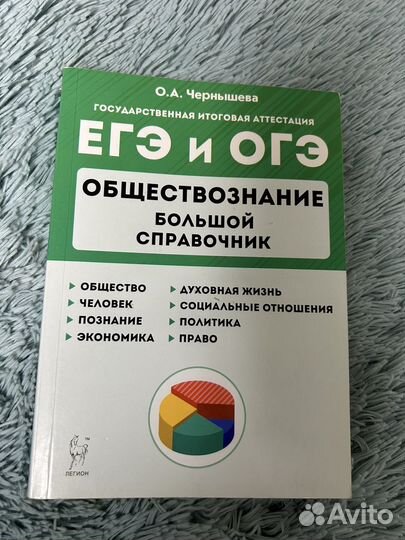 О.А. Чернышева
ГОСУДАРСТВЕННАЯ ИТОГОВАЯ АТТЕСТАЦИЯ
ЕГЭ и ОГЭ
ОБЩЕСТВОЗНАНИЕ
БОЛЬШОЙ
СПРАВОЧНИК
ОБЩЕСТВО
ЧЕЛОВЕК
ПОЗНАНИЕ
ЭКОНОМИКА
ДУХОВНАЯ ЖИЗНЬ
СОЦИАЛЬНЫЕ ОТНОШЕНИЯ
ПОЛИТИКА
ПРАВО
TM
ЛЕГИОН
Avito